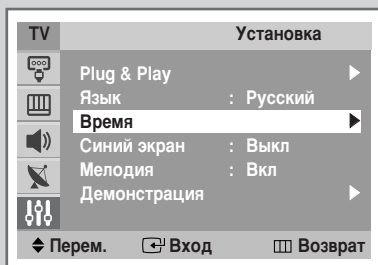 TV Установка
Plug & Play
Язык : Русский
Время
Синий экран : Выкл
Мелодия : Вкл
Демонстрация
Перем. Вход Возврат